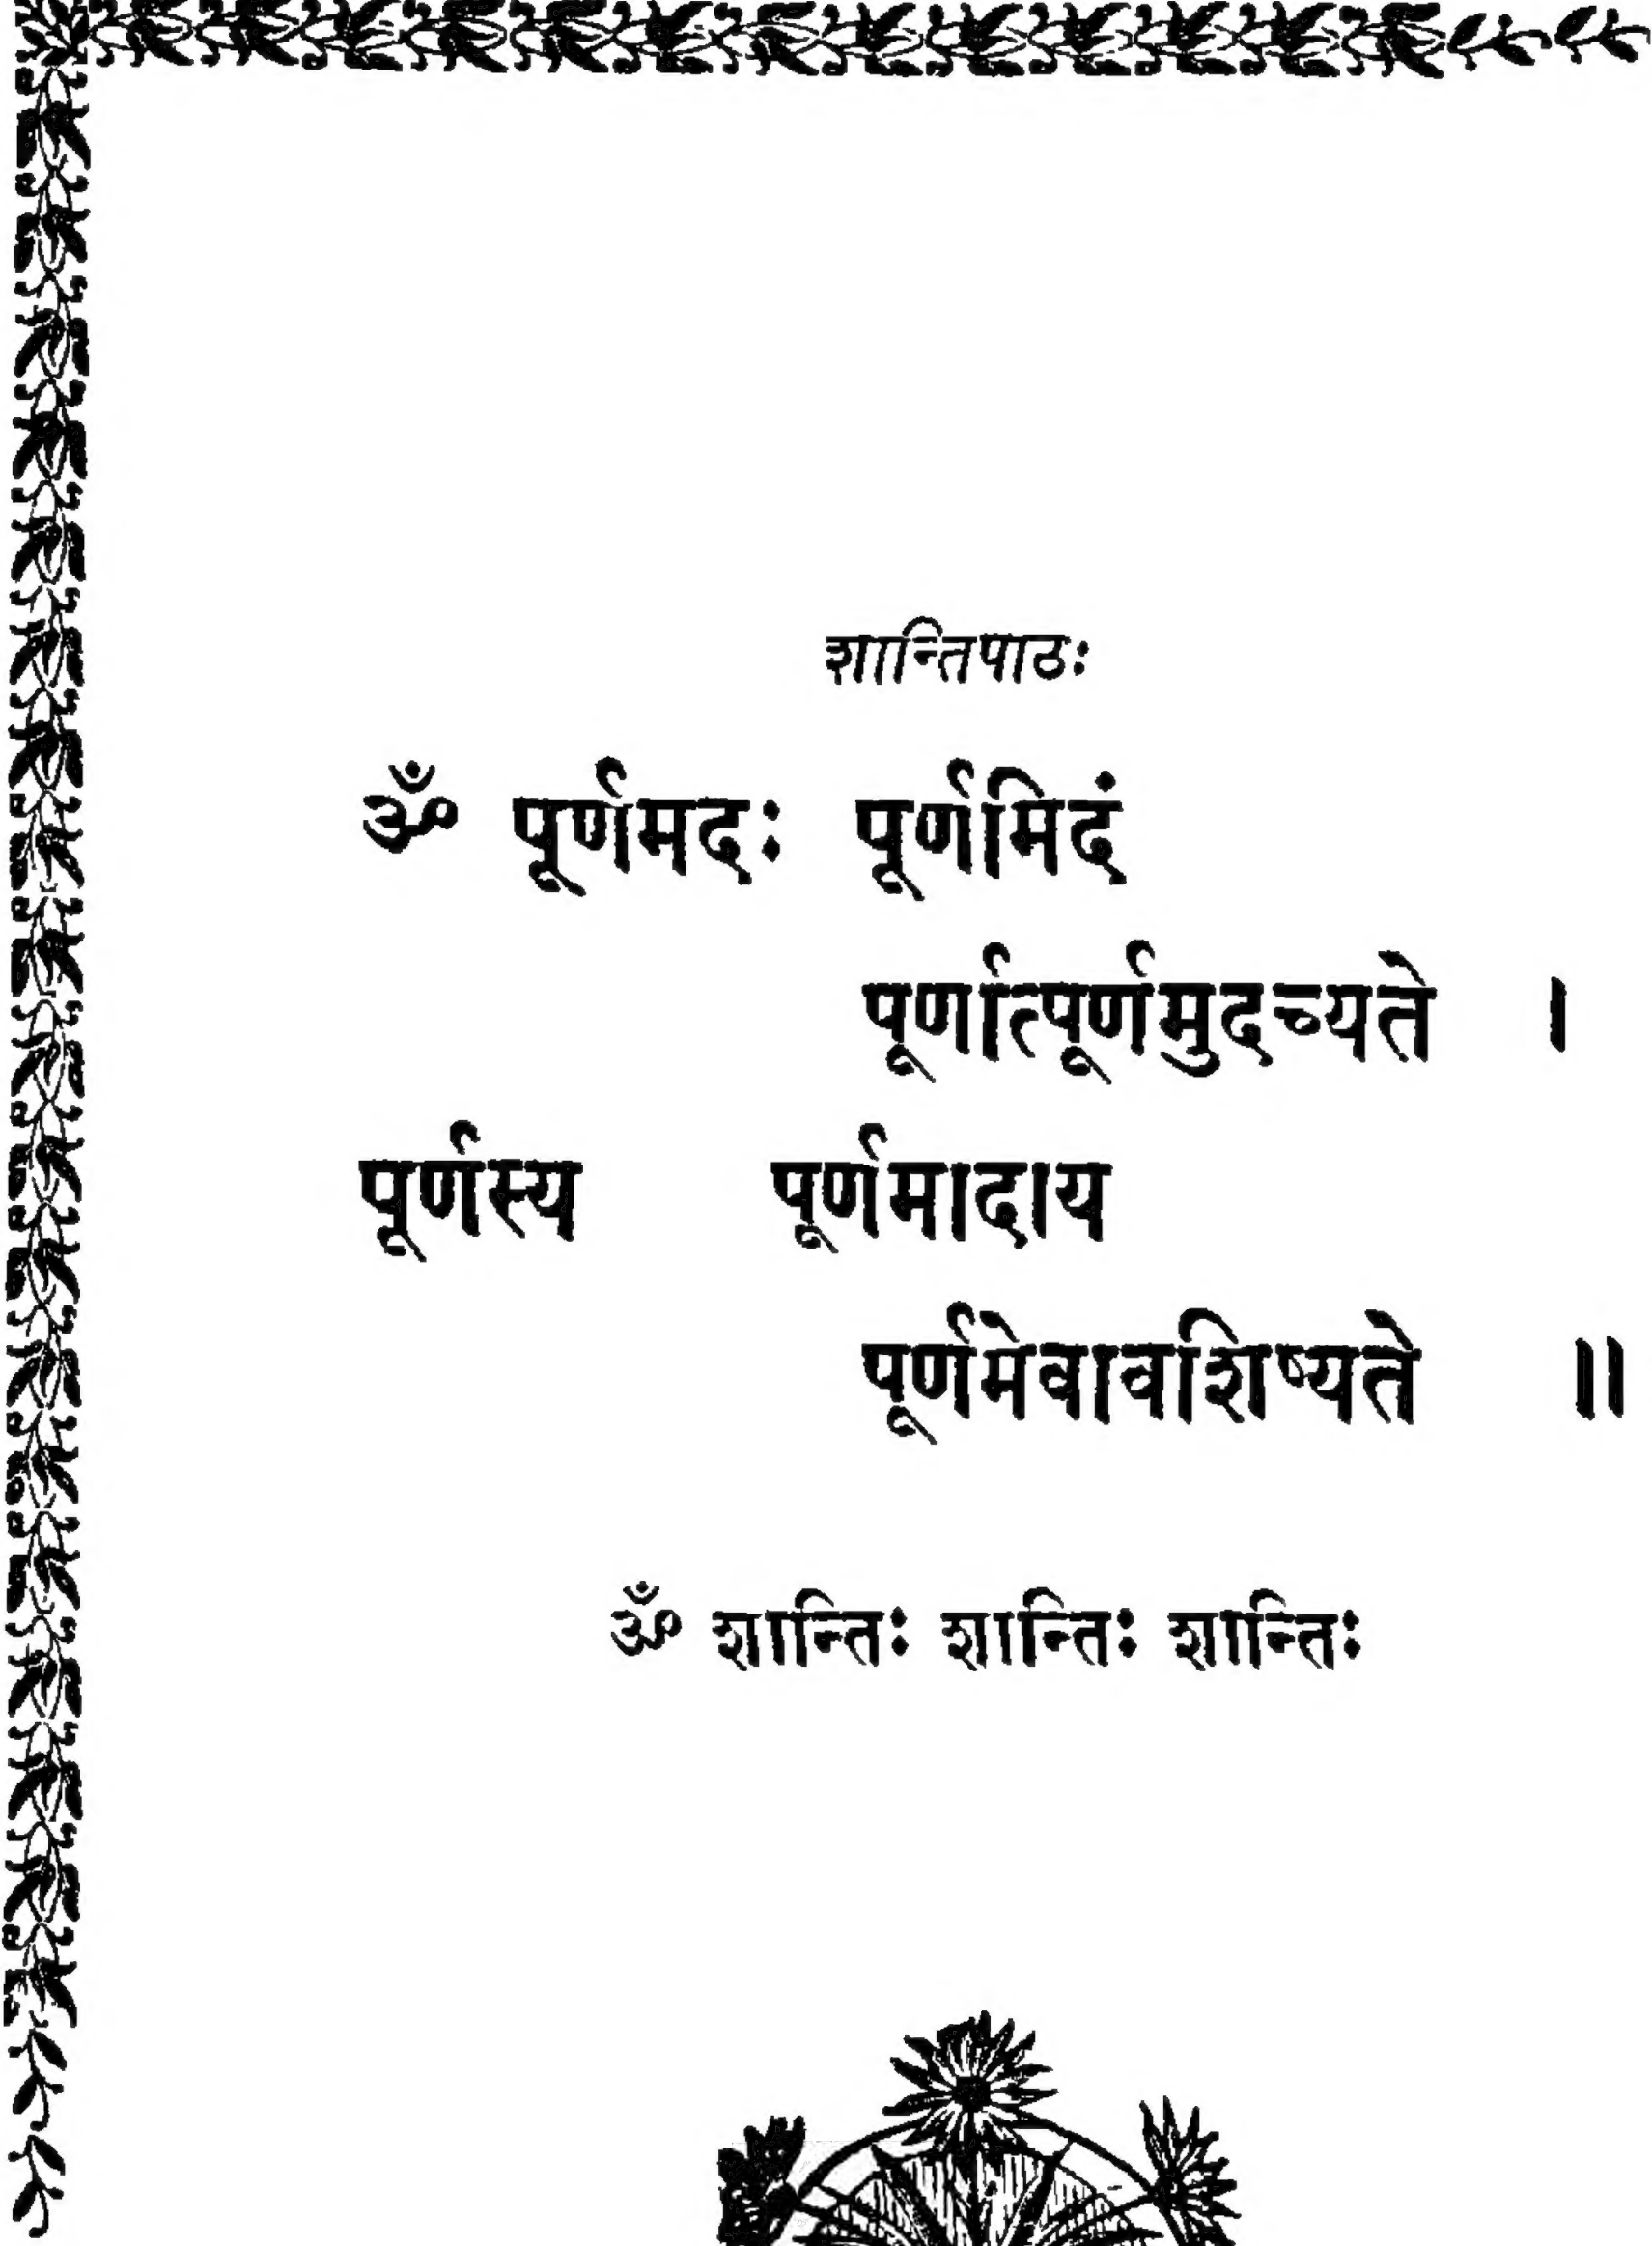 शान्तिपाठः
ॐ पूर्णमदः पूर्णमिदं
पूर्णात्पूर्णमुदच्यते ।
पूर्णस्य पूर्णमादाय
पूर्णमेवावशिष्यते ॥
ॐ शान्तिः शान्तिः शान्तिः